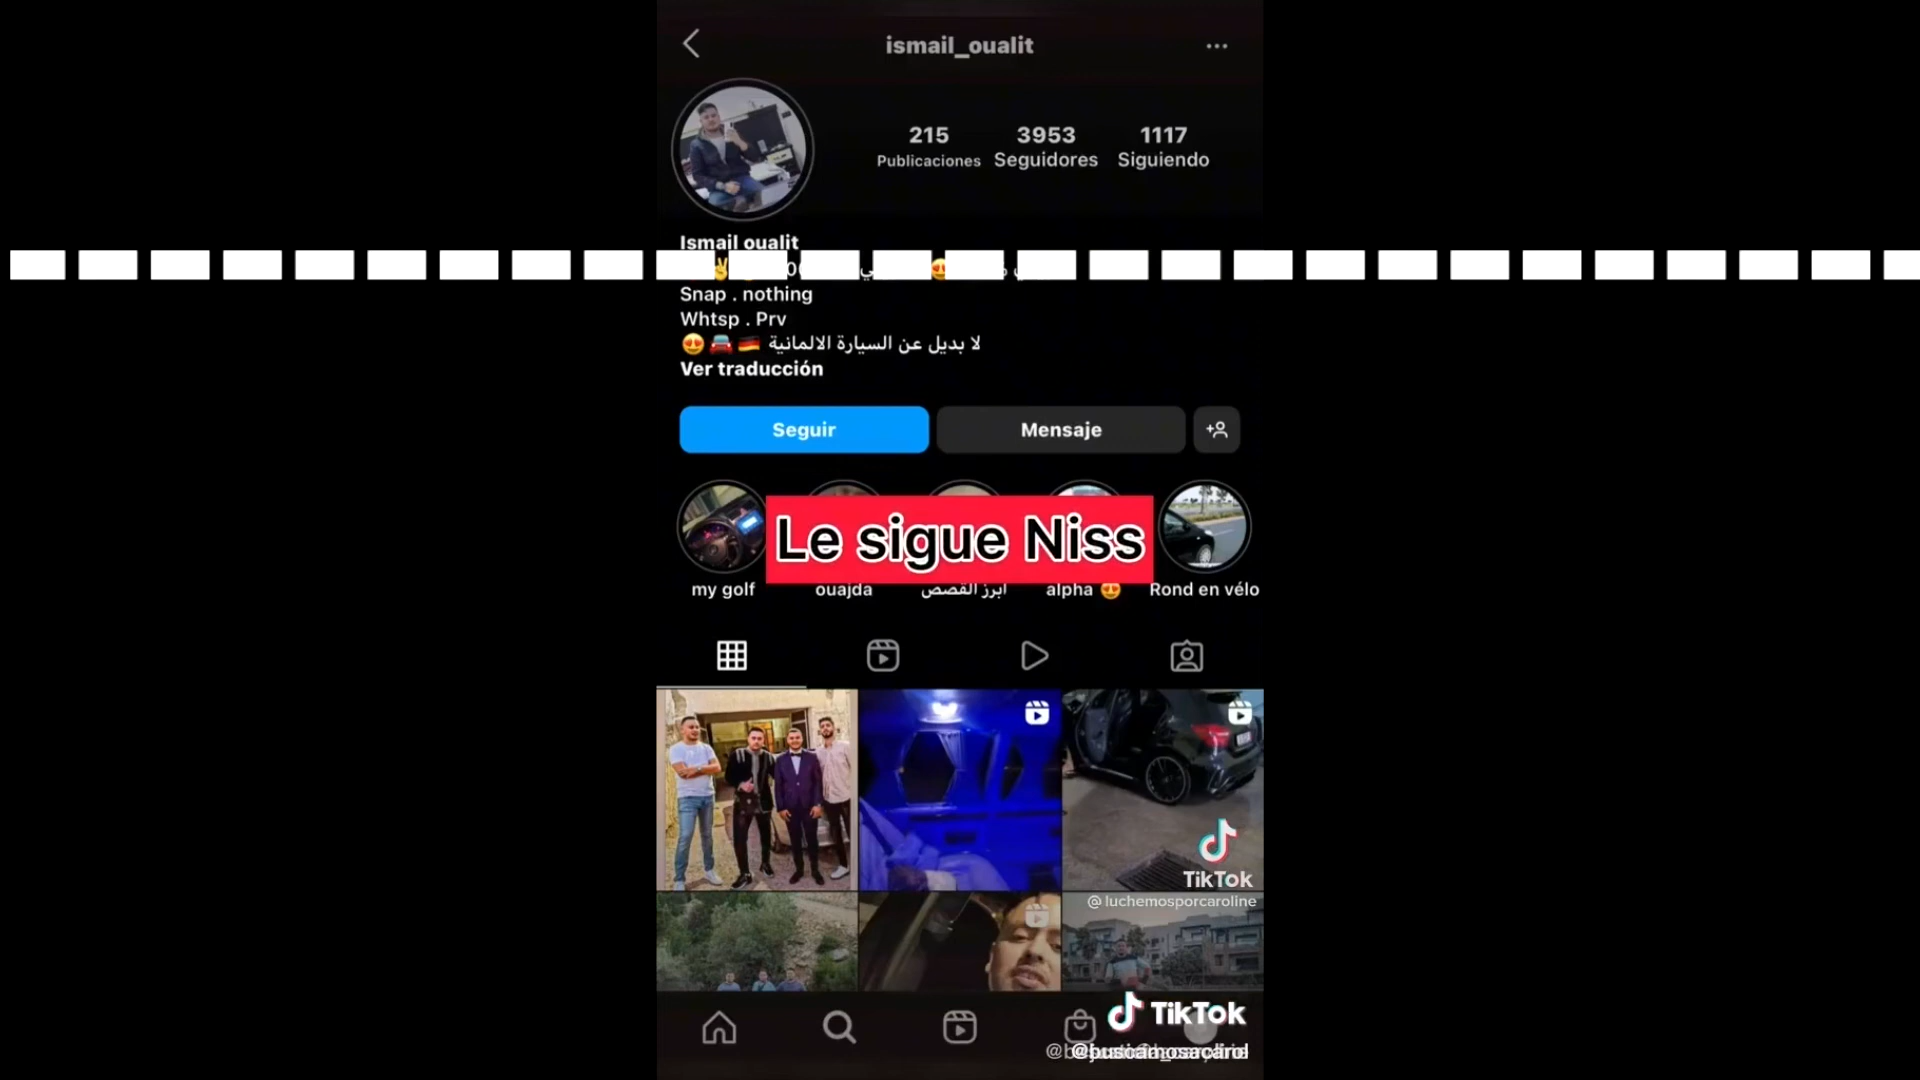 ismail_oualit
215 3953 1117
Publicaciones Seguidores Siguiendo
Ismail oualit
Snap . nothing
Whtsp . Prv
لا بديل عن السيارة الالمانية 🇩🇪 🚘 😍
Ver traducción
Seguir Mensaje
Le sigue Niss
my golf ouajda ابرز القصص alpha 😍 Rond en vélo
TikTok
@luchemosporcaroline
TikTok